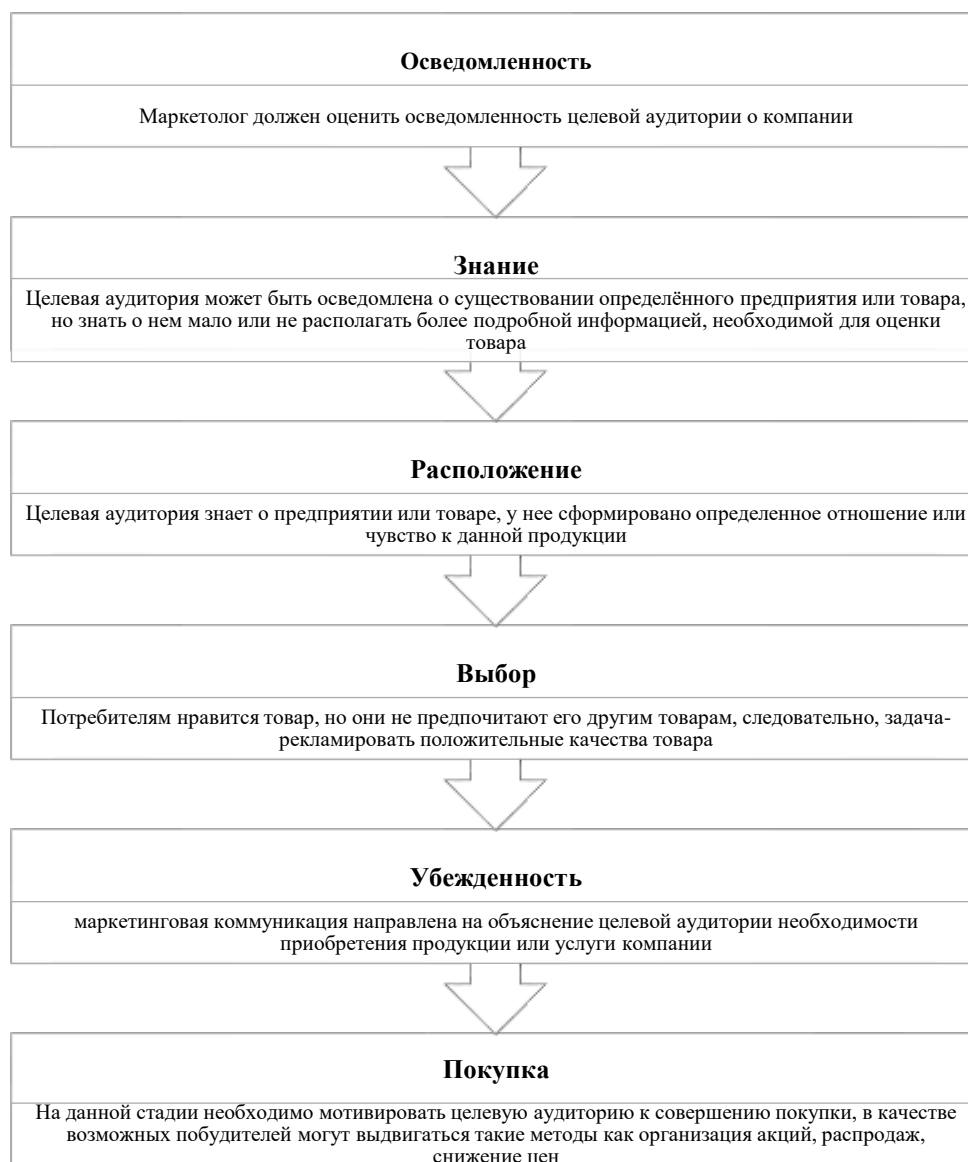 Осведомленность
Маркетолог должен оценить осведомленность целевой аудитории о компании
Знание
Целевая аудитория может быть осведомлена о существовании определённого предприятия или товара,
но знать о нем мало или не располагать более подробной информацией, необходимой для оценки
товара
Расположение
Целевая аудитория знает о предприятии или товаре, у нее сформировано определенное отношение или
чувство к данной продукции
Выбор
Потребителям нравится товар, но они не предпочитают его другим товарам, следовательно, задача-
рекламировать положительные качества товара
Убежденность
маркетинговая коммуникация направлена на объяснение целевой аудитории необходимости
приобретения продукции или услуги компании
Покупка
На данной стадии необходимо мотивировать целевую аудиторию к совершению покупки, в качестве
возможных побудителей могут выдвигаться такие методы как организация акций, распродаж,
снижение цен